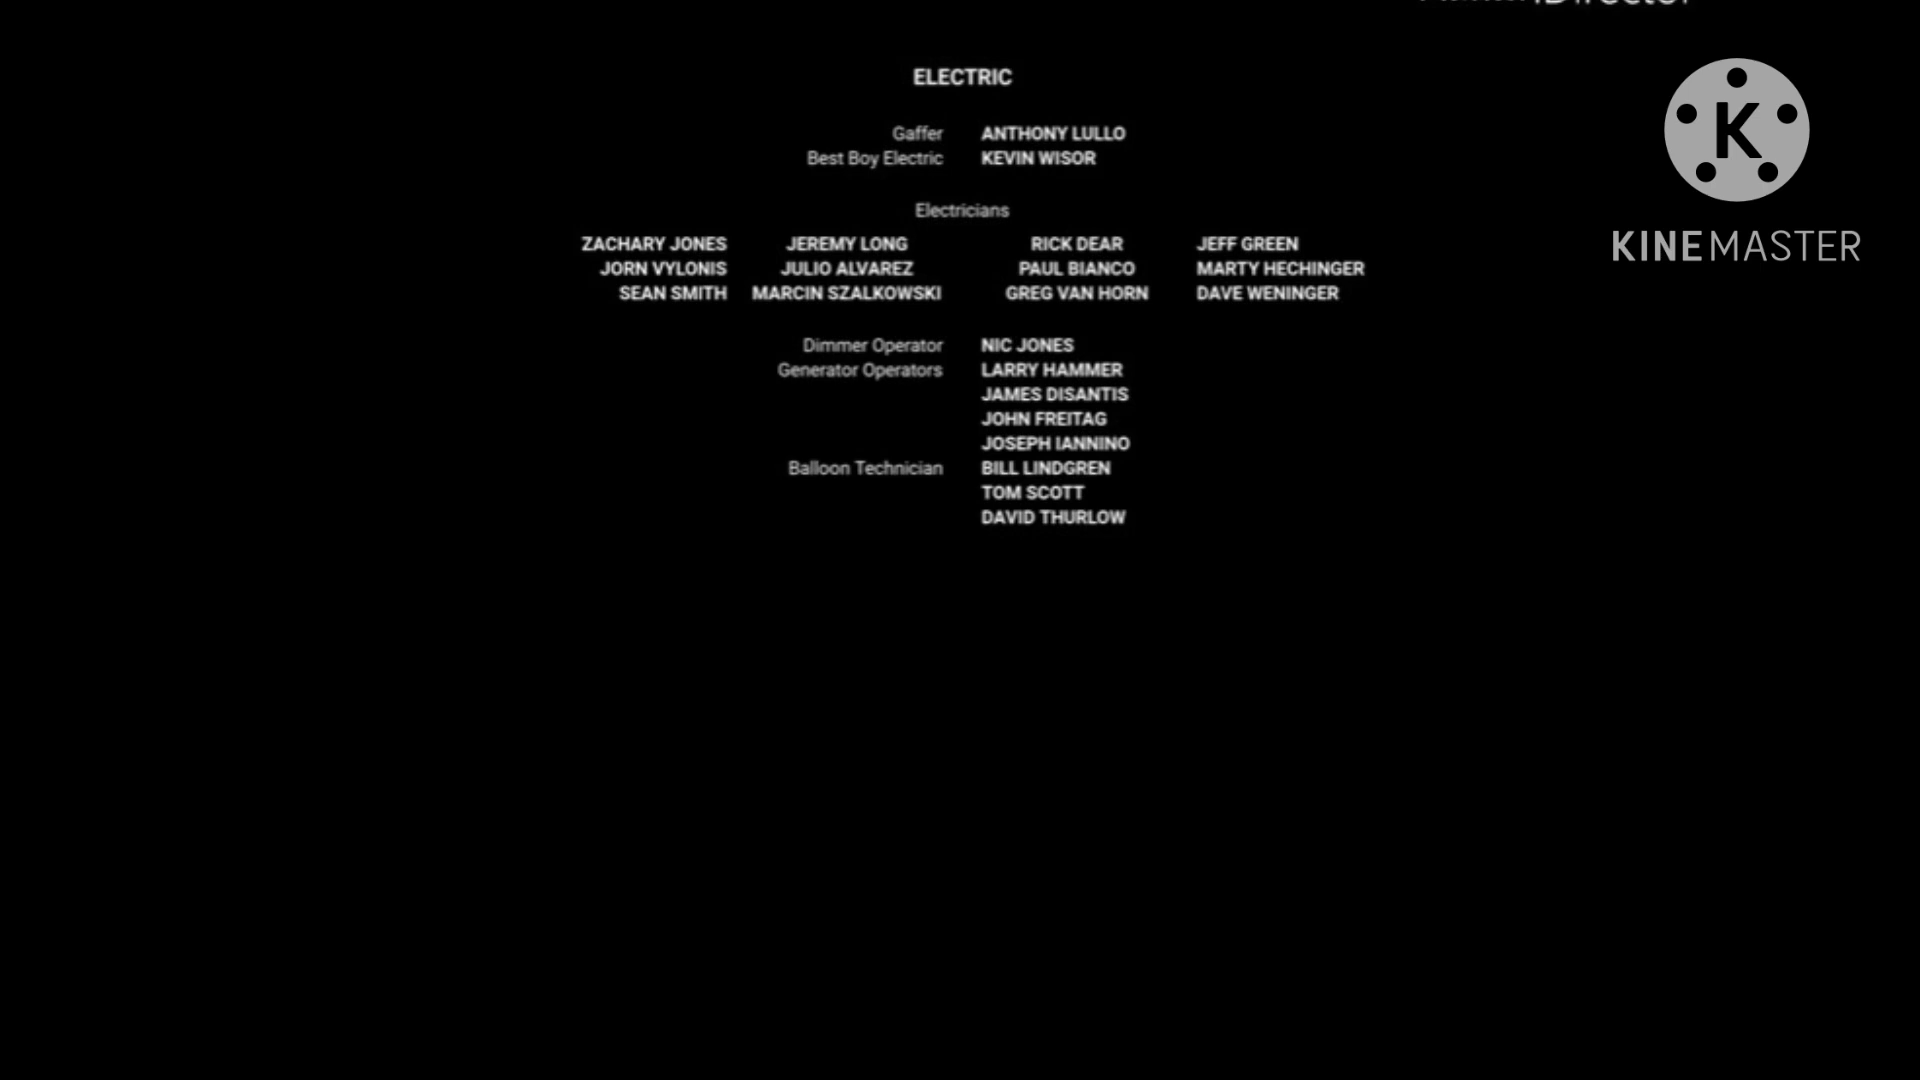 Director
ELECTRIC
Gaffer ANTHONY LULLO
Best Boy Electric KEVIN WISOR
Electricians
ZACHARY JONES JEREMY LONG RICK DEAR JEFF GREEN
JORN VYLONIS JULIO ALVAREZ PAUL BIANCO MARTY HECHINGER
SEAN SMITH MARCIN SZALKOWSKI GREG VAN HORN DAVE WENINGER
Dimmer Operator NIC JONES
Generator Operators LARRY HAMMER
JAMES DISANTIS
JOHN FREITAG
JOSEPH IANNINO
Balloon Technician BILL LINDGREN
TOM SCOTT
DAVID THURLOW
K
KINEMASTER